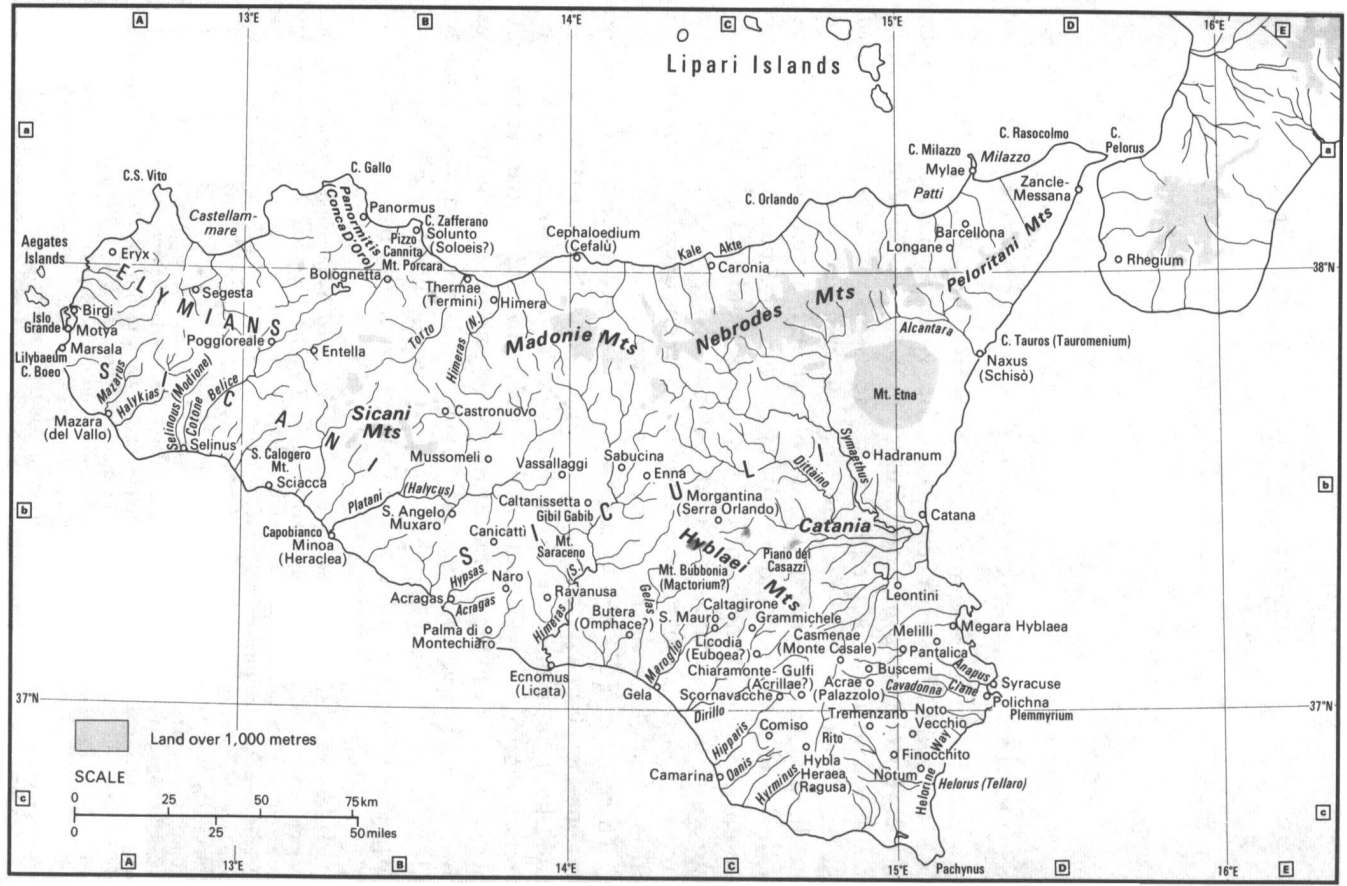 A
13°E
B
14°E
C
15°E
D
16°E
E
Lipari Islands
a
a
C. Rasocolmo
C. Milazzo
Milazzo
C.
Pelorus
C. Gallo
Mylae
C.S. Vito
Zancle-
Messana
Patti
C. Orlando
Castellam-
mare
Panormitis
(Conca D'Oro)
Panormus
C. Zafferano
Solunto
(Soloeis?)
Pizzo
Cannita
Mt. Porcara
Barcellona
Longane
Peloritani Mts
Cephaloedium
(Cefalù)
Kale Akte
Caronia
Aegates
Islands
Eryx
Rhegium
38°N
Bolognetta
Thermae
(Termini)
Himera
ELYMIANS
Segesta
Nebrodes Mts
Madonie Mts
Islo
Grande
Birgi
Motya
Marsala
Lilybaeum
C. Boeo
Poggioreale
Entella
Torto
Himeras (N.)
Alcantara
C. Tauros (Tauromenium)
Naxus
(Schisò)
Mt. Etna
SICANI
Mazarus
Halykias
Selinous (Modione)
Cotone
Belice
Mazara
(del Vallo)
Selinus
Sicani
Mts
Castronuovo
S. Calogero
Mt.
Sciacca
Mussomeli
Vassallaggi
Sabucina
Enna
SICULI
Dittàino
Symaethus
Hadranum
b
b
Platani (Halycus)
S. Angelo
Muxaro
Caltanissetta
Gibil Gabib
Morgantina
(Serra Orlando)
Catania
Catana
Capobianco
Minoa
(Heraclea)
Canicatti
Mt.
Saraceno
Hyblaei Mts
Piano dei
Casazzi
Hypsas
Naro
Mt. Bubbonia
(Mactorium?)
Leontini
Acragas
Acragas
Ravanusa
Himeras (S.)
Butera
(Omphace?)
Gelas
Caltagirone
S. Mauro
Grammichele
Megara Hyblaea
Palma di
Montechiaro
Licodia
(Euboea?)
Casmenae
(Monte Casale)
Melilli
Pantalica
Ecnomus
(Licata)
Maroglio
Chiaramonte-Gulfi
(Acrillae?)
Buscemi
Anapus
Syracuse
Gela
Scornavacche
Acrae
(Palazzolo)
Cavadonna
Ciane
Polichna
Plemmyrium
37°N
37°N
Dirillo
Tremenzano
Noto
Vecchio
Comiso
Hipparis
Rito
Finocchito
Camarina
Oanis
Hyrminus
Hybla
Heraea
(Ragusa)
Notum
Helorine Way
Helorus (Tellaro)
Land over 1,000 metres
SCALE
0 25 50 75 km
0 25 50 miles
c
c
Pachynus
A
13°E
B
14°E
C
15°E
D
16°E
E